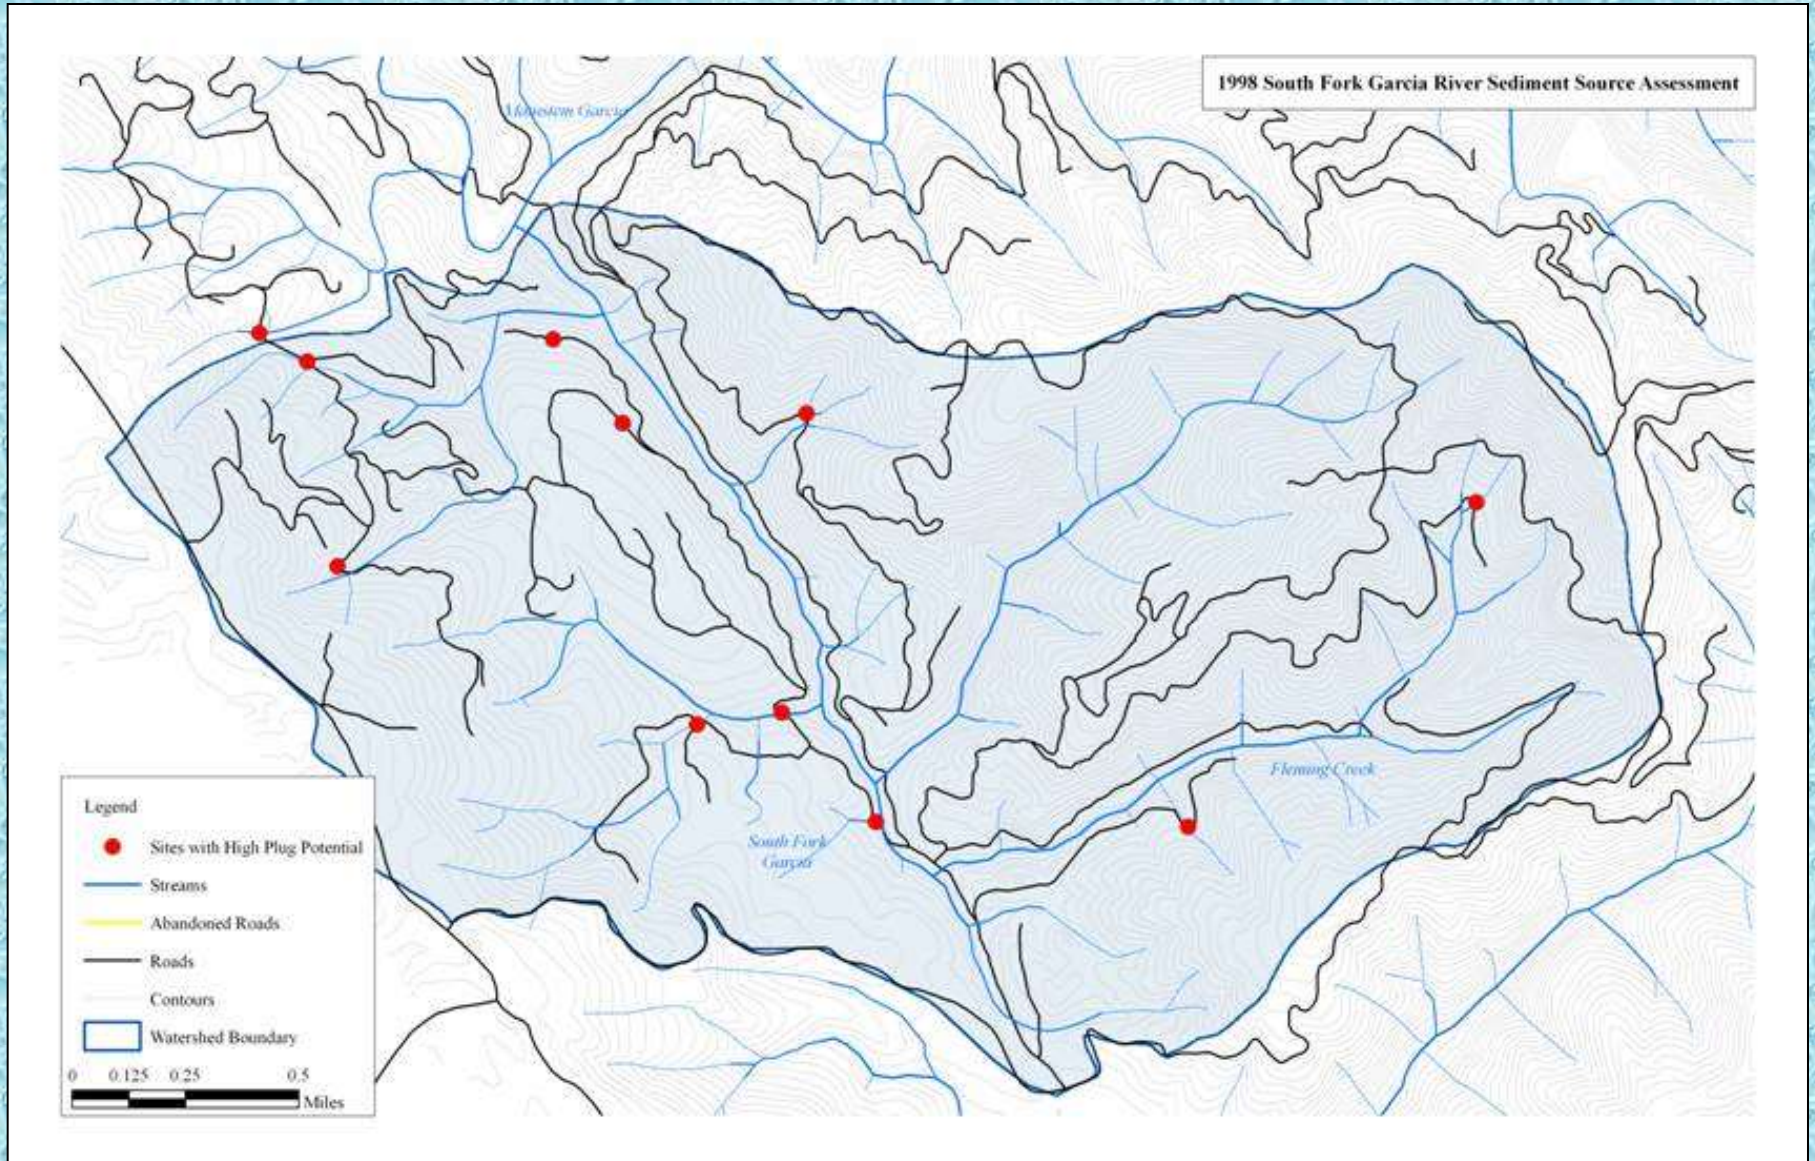 1998 South Fork Garcia River Sediment Source Assessment
Mainstem Garcia
Fleming Creek
South Fork
Garcia
Legend
Sites with High Plug Potential
Streams
Abandoned Roads
Roads
Contours
Watershed Boundary
0 0.125 0.25 0.5
Miles